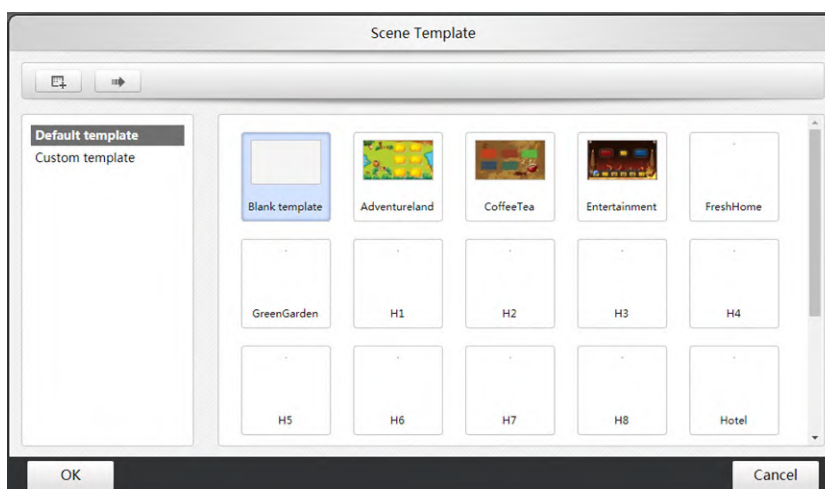 Scene Template
Default template
Custom template
Blank template Adventureland CoffeeTea Entertainment FreshHome
GreenGarden H1 H2 H3 H4
H5 H6 H7 H8 Hotel
OK Cancel